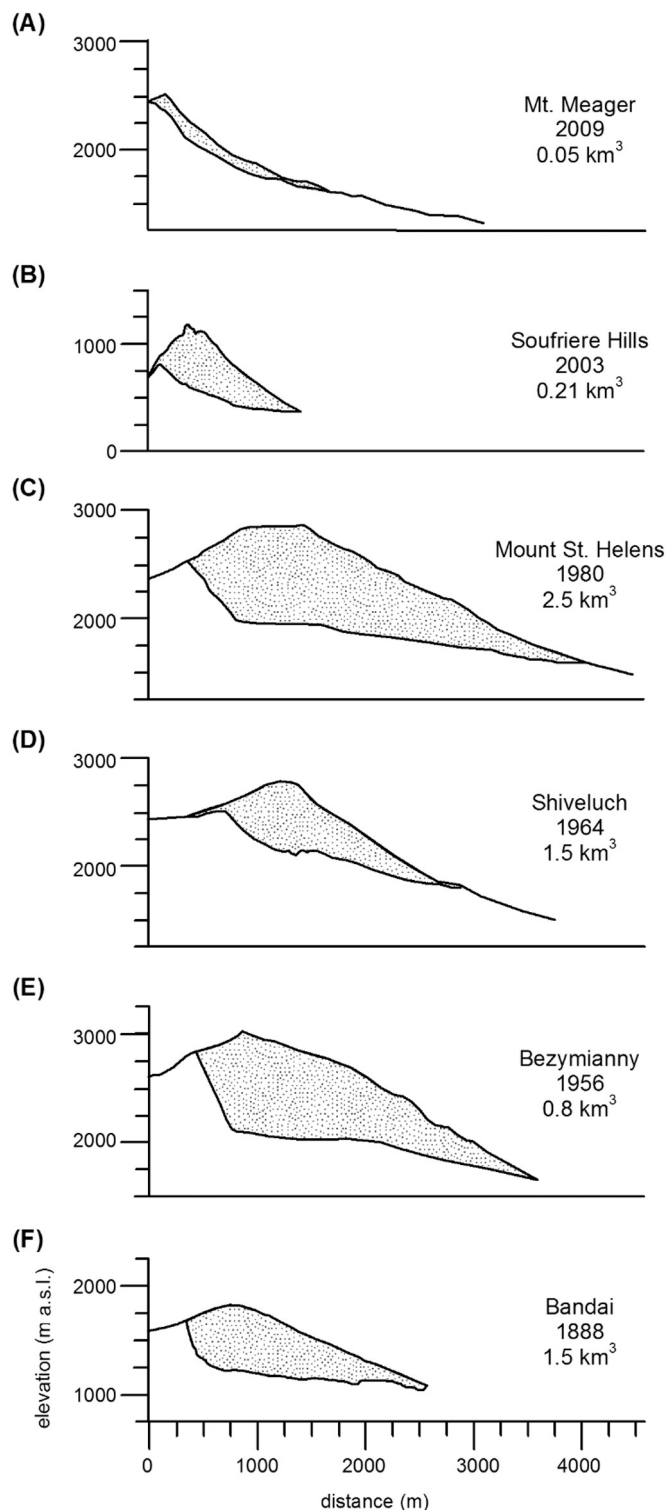 (A)
3000
2000
Mt. Meager
2009
0.05 km³
(B)
1000
0
Soufriere Hills
2003
0.21 km³
(C)
3000
2000
Mount St. Helens
1980
2.5 km³
(D)
3000
2000
Shiveluch
1964
1.5 km³
(E)
3000
2000
Bezymianny
1956
0.8 km³
(F)
2000
1000
Bandai
1888
1.5 km³
elevation (m a.s.l.)
0 1000 2000 3000 4000
distance (m)